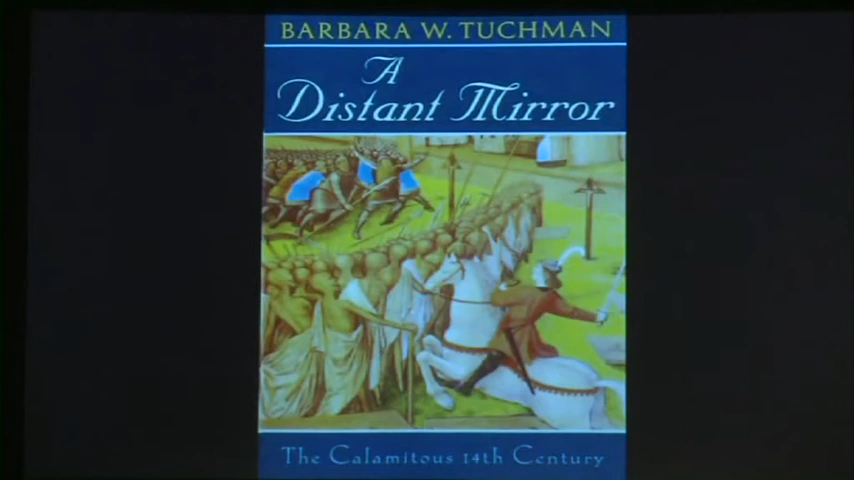 BARBARA W. TUCHMAN
A
Distant Mirror
The Calamitous 14th Century